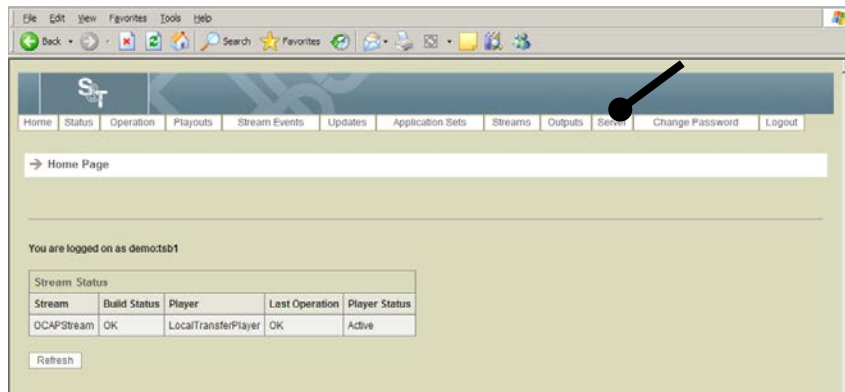 File Edit View Favorites Tools Help
Back Search Favorites
S&T
Home Status Operation Playouts Stream Events Updates Application Sets Streams Outputs Server Change Password Logout
Home Page
You are logged on as demo:tsb1
Stream Status
Stream Build Status Player Last Operation Player Status
OCAPStream OK LocalTransferPlayer OK Active
Refresh